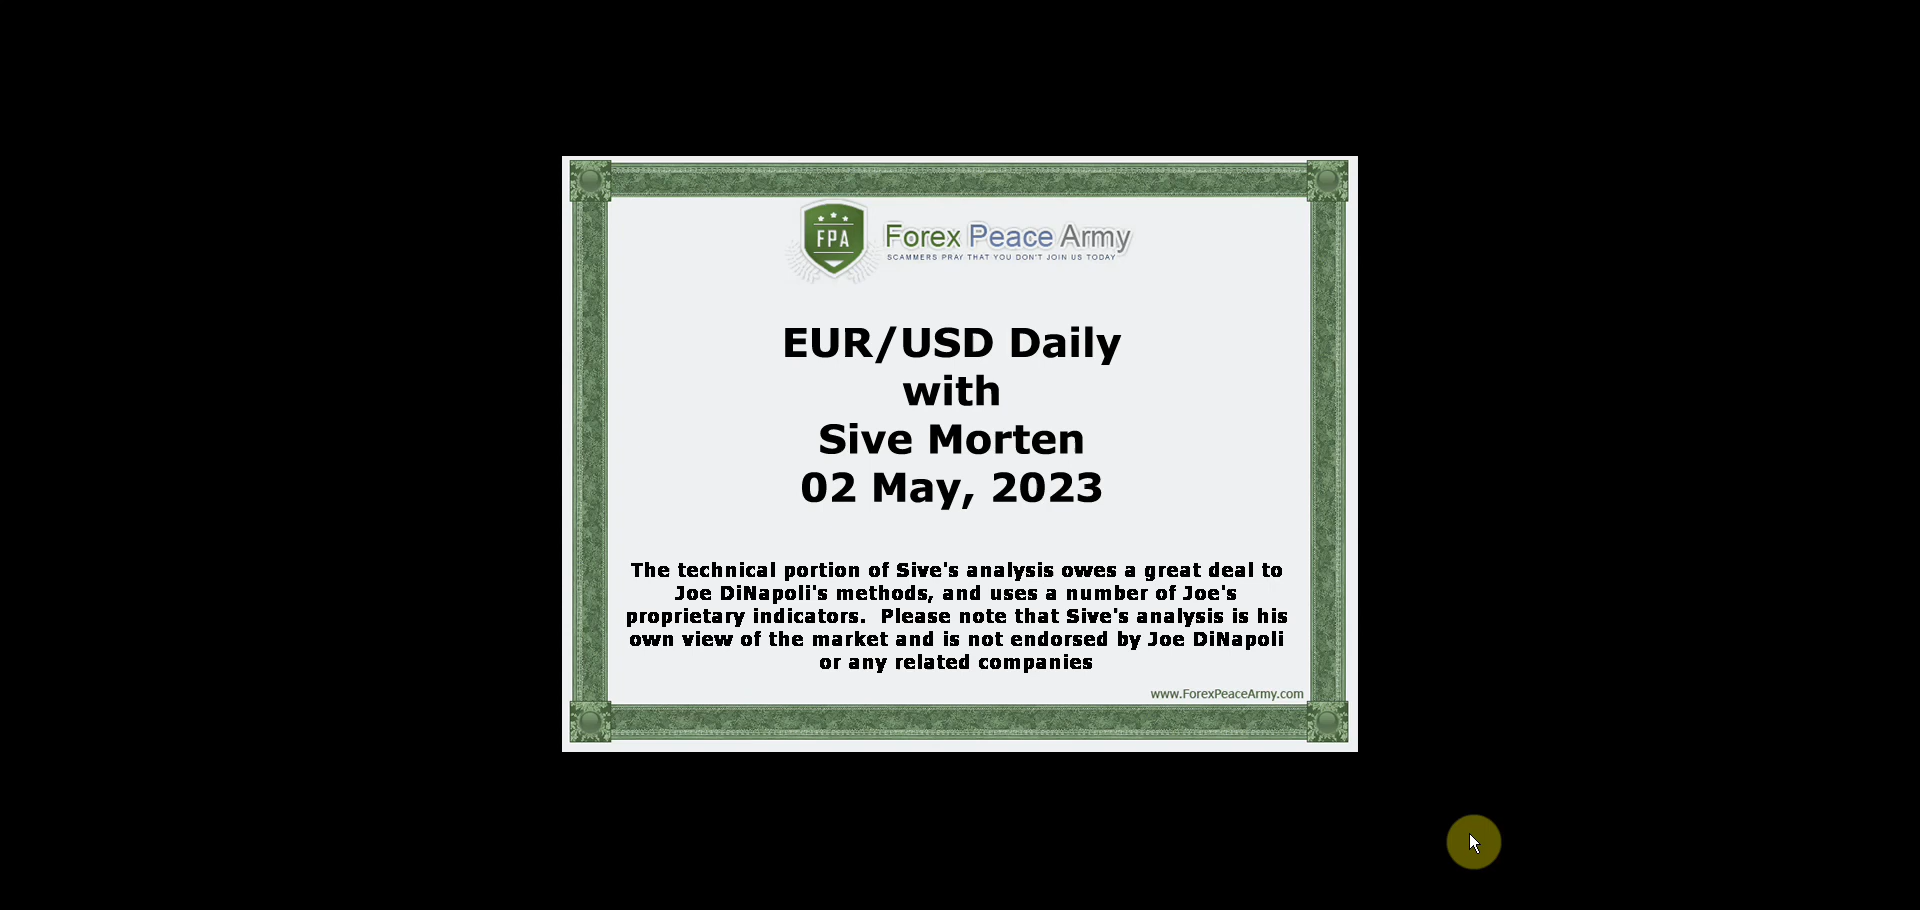 FPA
Forex Peace Army
SCAMMERS PRAY THAT YOU DON'T JOIN US TODAY
EUR/USD Daily
with
Sive Morten
02 May, 2023
The technical portion of Sive's analysis owes a great deal to
Joe DiNapoli's methods, and uses a number of Joe's
proprietary indicators.  Please note that Sive's analysis is his
own view of the market and is not endorsed by Joe DiNapoli
or any related companies
www.ForexPeaceArmy.com